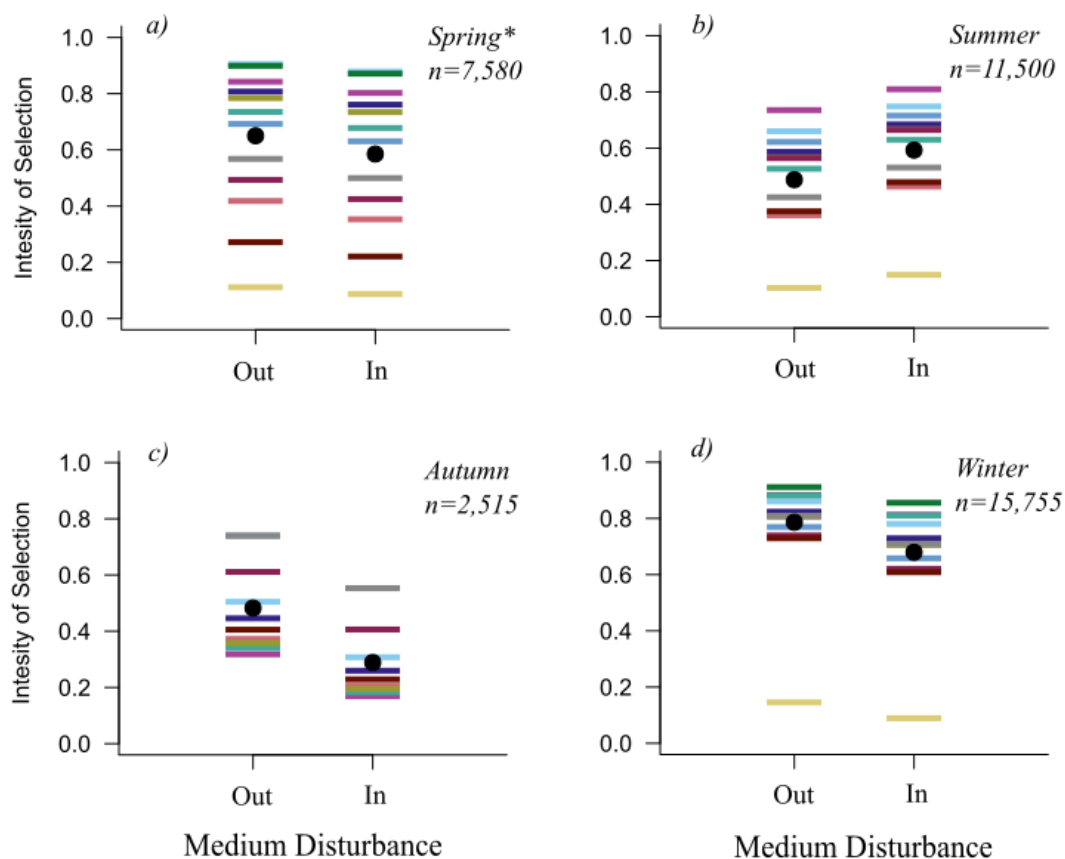 a)
Spring*
n=7,580
1.0
0.8
0.6
0.4
0.2
0.0
Intesity of Selection
Out
In
b)
Summer
n=11,500
1.0
0.8
0.6
0.4
0.2
0.0
Out
In
c)
Autumn
n=2,515
1.0
0.8
0.6
0.4
0.2
0.0
Intesity of Selection
Out
In
Medium Disturbance
d)
Winter
n=15,755
1.0
0.8
0.6
0.4
0.2
0.0
Out
In
Medium Disturbance